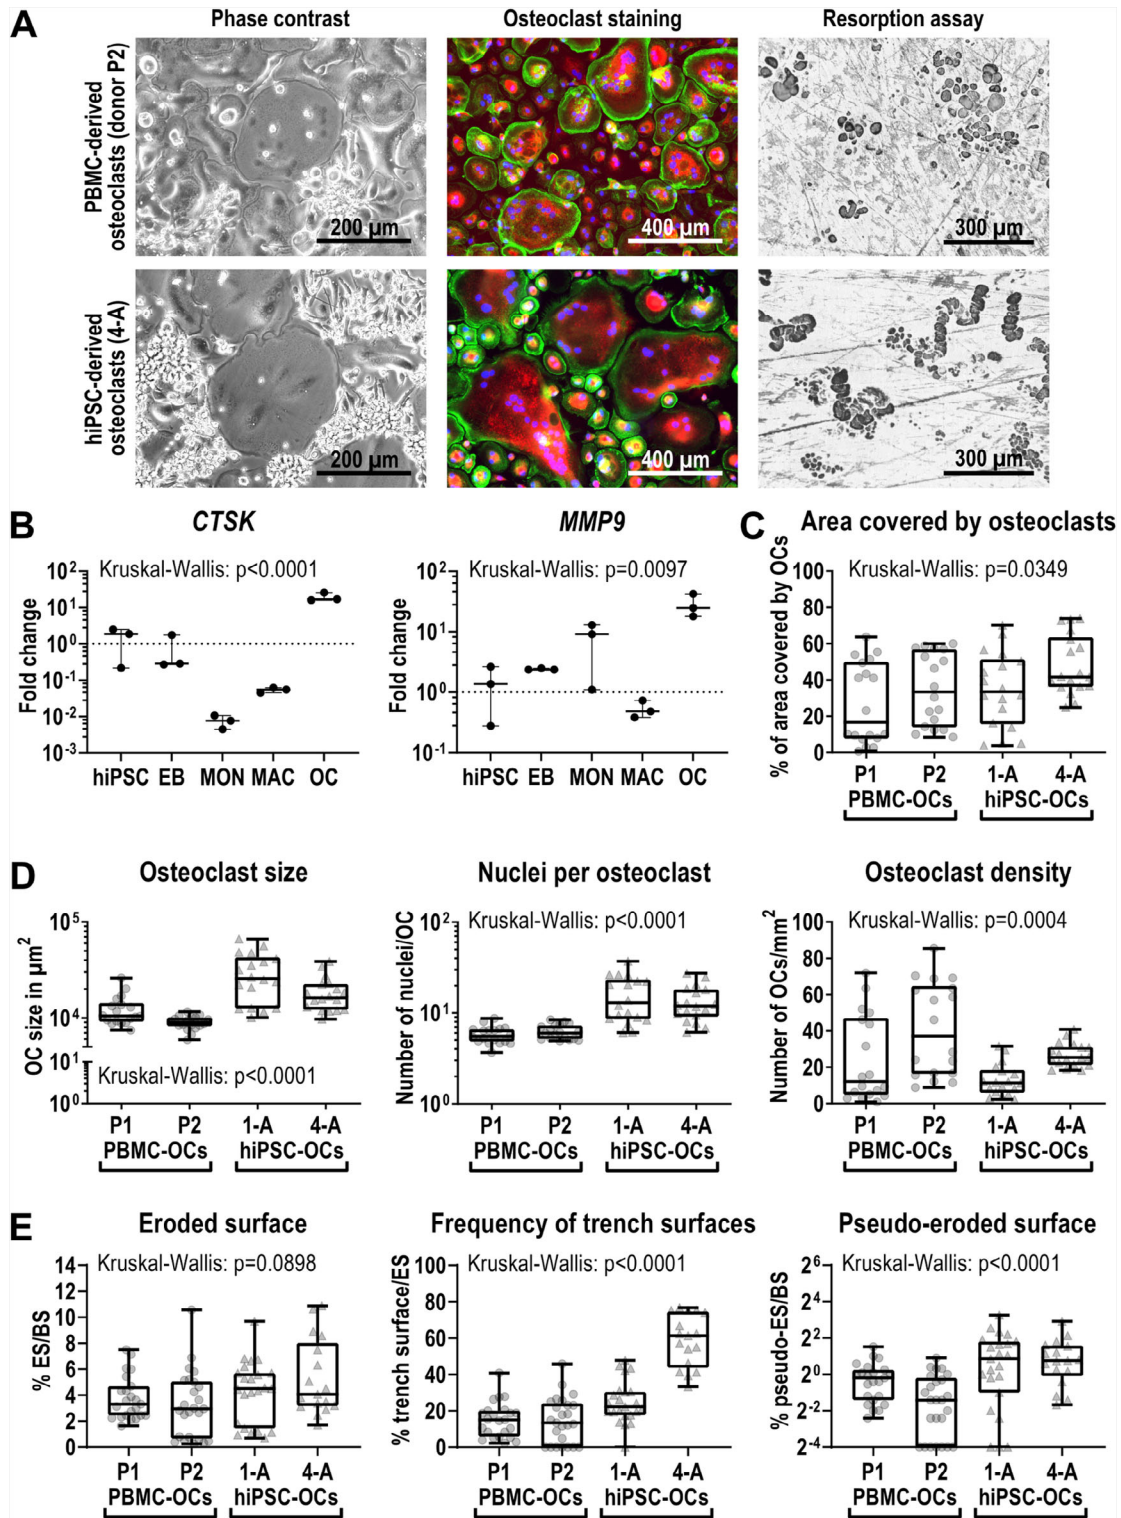 A
Phase contrast
Osteoclast staining
Resorption assay
PBMC-derived
osteoclasts (donor P2)
200 µm
400 µm
300 µm
hiPSC-derived
osteoclasts (4-A)
200 µm
400 µm
300 µm
B
CTSK
Kruskal-Wallis: p<0.0001
Fold change
10²
10¹
10⁰
10⁻¹
10⁻²
10⁻³
hiPSC EB MON MAC OC
MMP9
Kruskal-Wallis: p=0.0097
Fold change
10²
10¹
10⁰
10⁻¹
hiPSC EB MON MAC OC
C
Area covered by osteoclasts
Kruskal-Wallis: p=0.0349
% of area covered by OCs
100
80
60
40
20
0
P1 P2 1-A 4-A
PBMC-OCs hiPSC-OCs
D
Osteoclast size
OC size in µm²
10⁵
10⁴
10¹
10⁰
Kruskal-Wallis: p<0.0001
P1 P2 1-A 4-A
PBMC-OCs hiPSC-OCs
Nuclei per osteoclast
Kruskal-Wallis: p<0.0001
Number of nuclei/OC
10²
10¹
10⁰
P1 P2 1-A 4-A
PBMC-OCs hiPSC-OCs
Osteoclast density
Kruskal-Wallis: p=0.0004
Number of OCs/mm²
100
80
60
40
20
0
P1 P2 1-A 4-A
PBMC-OCs hiPSC-OCs
E
Eroded surface
Kruskal-Wallis: p=0.0898
% ES/BS
14
12
10
8
6
4
2
0
P1 P2 1-A 4-A
PBMC-OCs hiPSC-OCs
Frequency of trench surfaces
Kruskal-Wallis: p<0.0001
% trench surface/ES
100
80
60
40
20
0
P1 P2 1-A 4-A
PBMC-OCs hiPSC-OCs
Pseudo-eroded surface
Kruskal-Wallis: p<0.0001
% pseudo-ES/BS
2⁶
2⁴
2²
2⁰
2⁻²
2⁻⁴
P1 P2 1-A 4-A
PBMC-OCs hiPSC-OCs